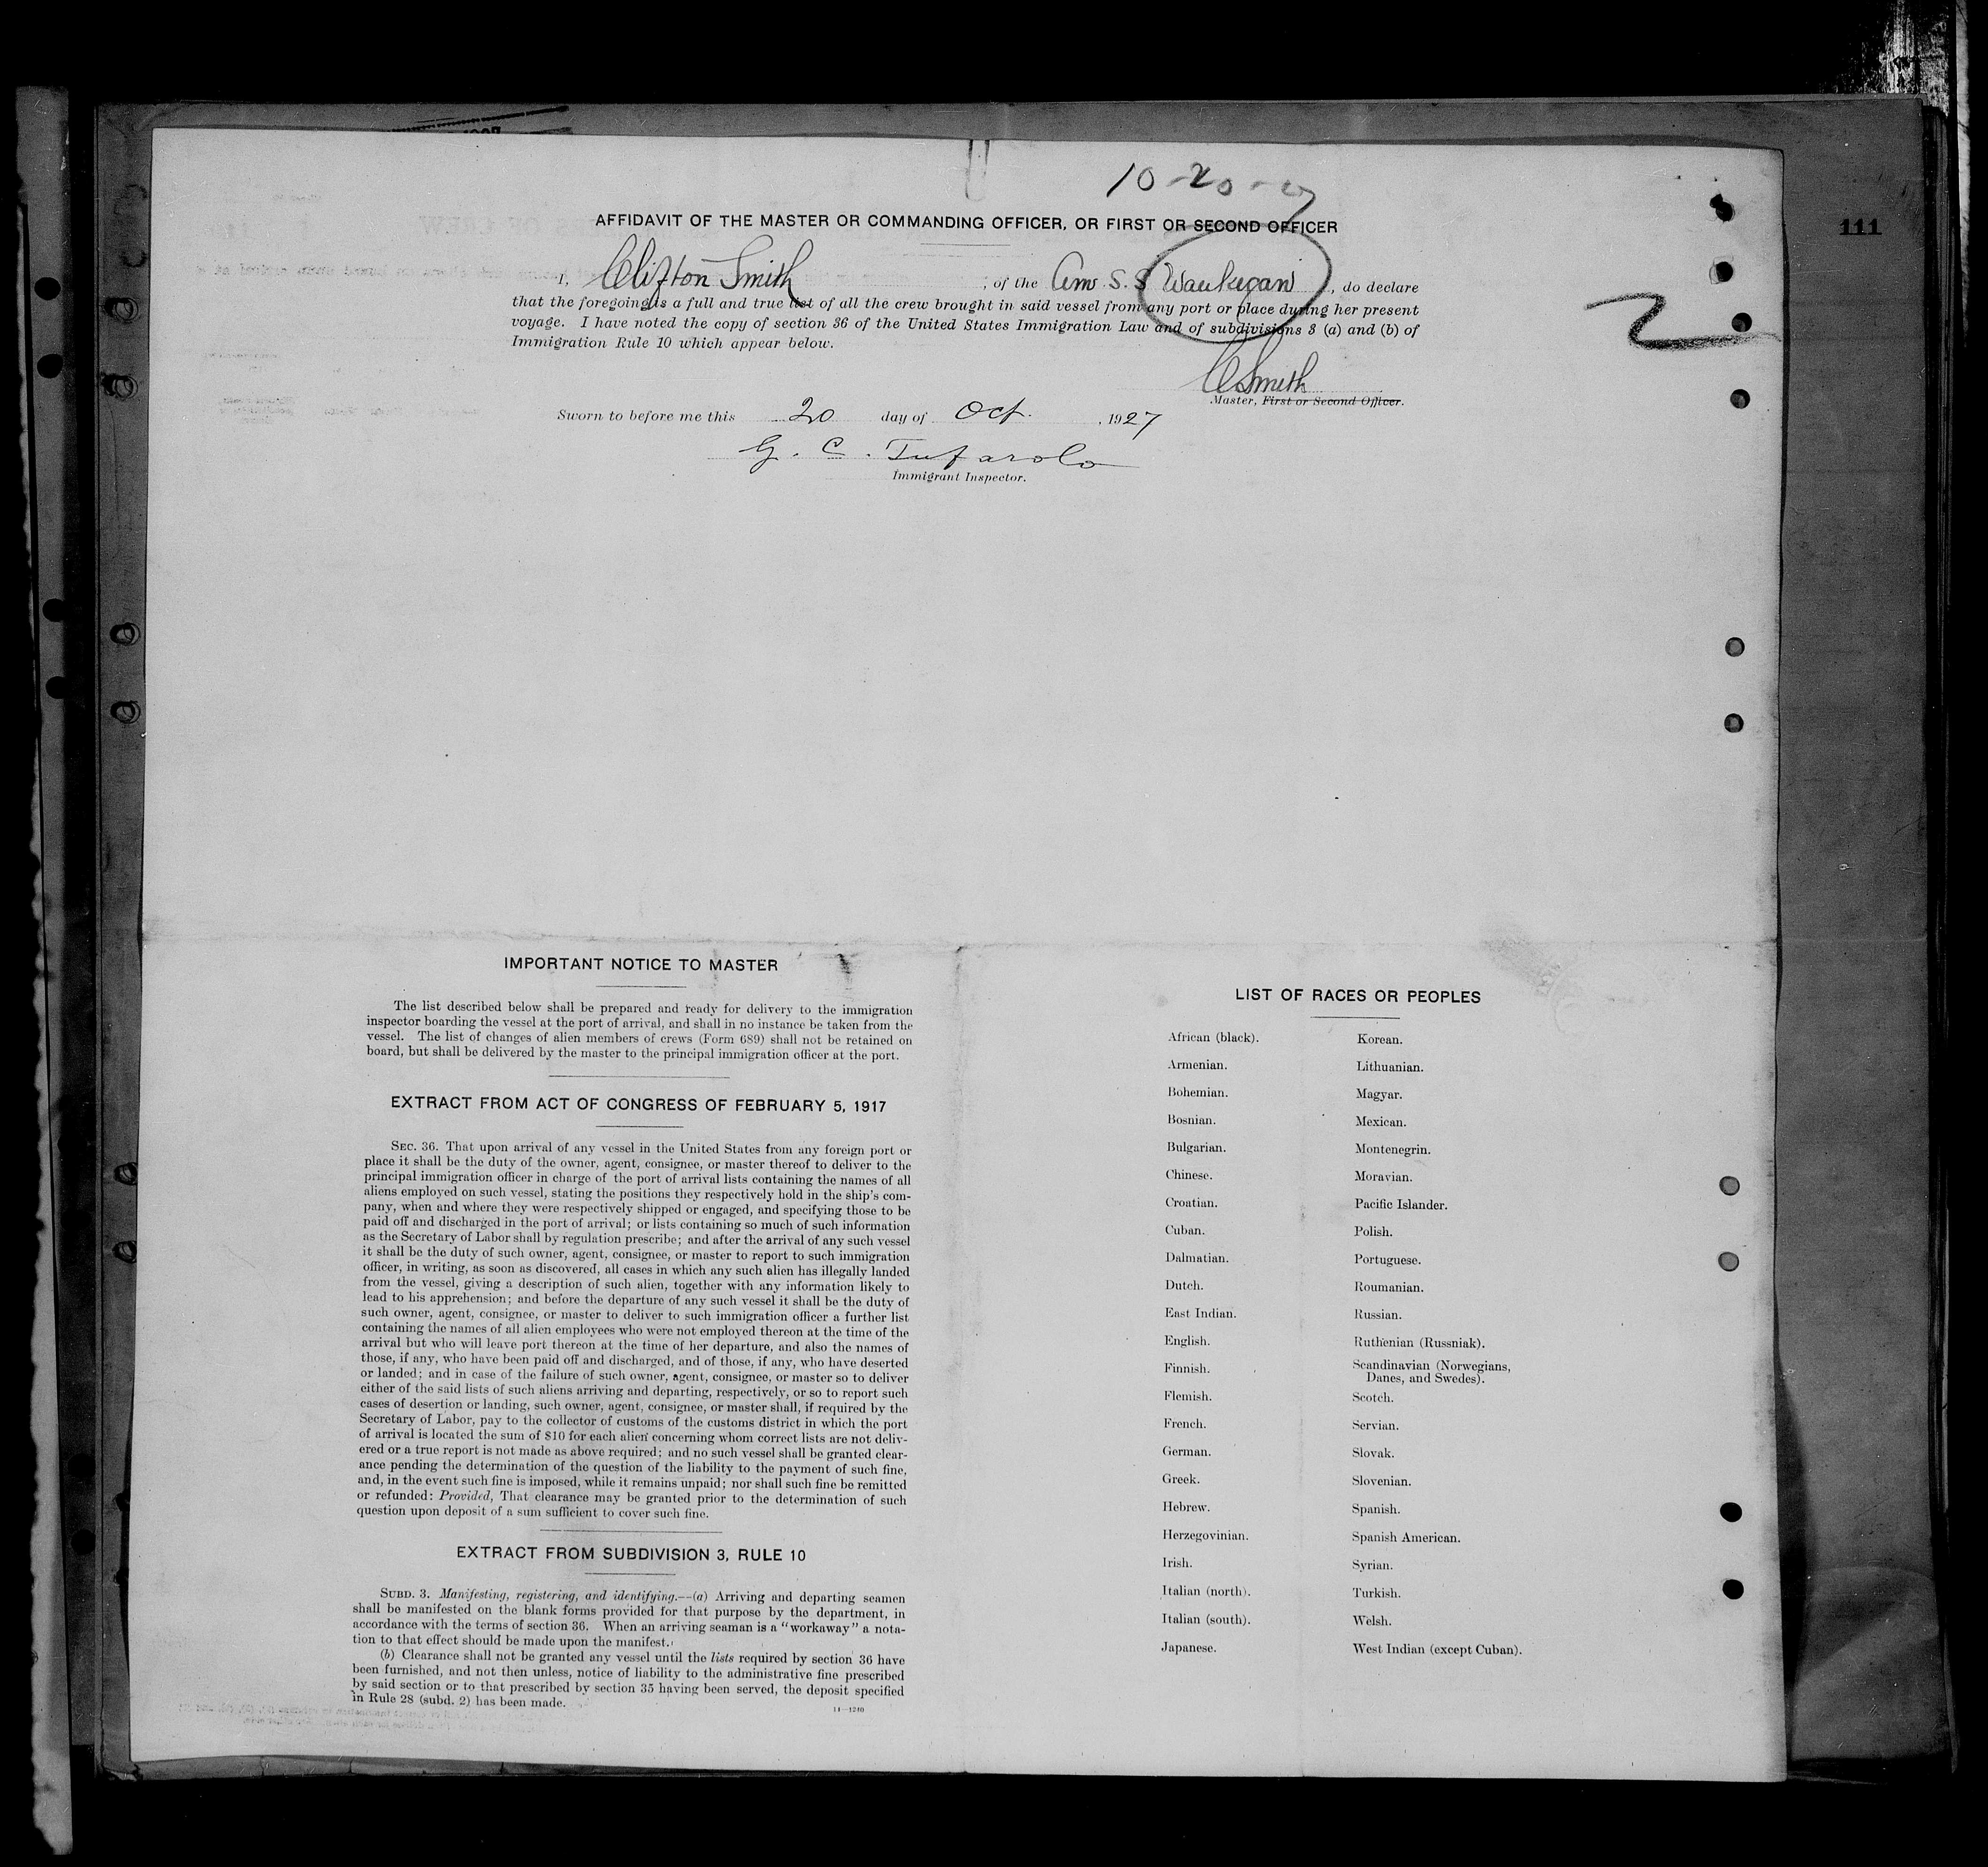 10-20-27
AFFIDAVIT OF THE MASTER OR COMMANDING OFFICER, OR FIRST OR SECOND OFFICER
I, Clifton Smith, of the Am S.S Waukegan, do declare
that the foregoing is a full and true list of all the crew brought in said vessel from any port or place during her present
voyage. I have noted the copy of section 36 of the United States Immigration Law and of subdivisions 3 (a) and (b) of
Immigration Rule 10 which appear below.
2
C Smith
Master, First or Second Officer.
Sworn to before me this 20 day of Oct., 1927
G. C. Tufarolo
Immigrant Inspector.
111
IMPORTANT NOTICE TO MASTER
The list described below shall be prepared and ready for delivery to the immigration
inspector boarding the vessel at the port of arrival, and shall in no instance be taken from the
vessel. The list of changes of alien members of crews (Form 689) shall not be retained on
board, but shall be delivered by the master to the principal immigration officer at the port.
EXTRACT FROM ACT OF CONGRESS OF FEBRUARY 5, 1917
SEC. 36. That upon arrival of any vessel in the United States from any foreign port or
place it shall be the duty of the owner, agent, consignee, or master thereof to deliver to the
principal immigration officer in charge of the port of arrival lists containing the names of all
aliens employed on such vessel, stating the positions they respectively hold in the ship's com-
pany, when and where they were respectively shipped or engaged, and specifying those to be
paid off and discharged in the port of arrival; or lists containing so much of such information
as the Secretary of Labor shall by regulation prescribe; and after the arrival of any such vessel
it shall be the duty of such owner, agent, consignee, or master to report to such immigration
officer, in writing, as soon as discovered, all cases in which any such alien has illegally landed
from the vessel, giving a description of such alien, together with any information likely to
lead to his apprehension; and before the departure of any such vessel it shall be the duty of
such owner, agent, consignee, or master to deliver to such immigration officer a further list
containing the names of all alien employees who were not employed thereon at the time of the
arrival but who will leave port thereon at the time of her departure, and also the names of
those, if any, who have been paid off and discharged, and of those, if any, who have deserted
or landed; and in case of the failure of such owner, agent, consignee, or master so to deliver
either of the said lists of such aliens arriving and departing, respectively, or so to report such
cases of desertion or landing, such owner, agent, consignee, or master shall, if required by the
Secretary of Labor, pay to the collector of customs of the customs district in which the port
of arrival is located the sum of $10 for each alien concerning whom correct lists are not deliv-
ered or a true report is not made as above required; and no such vessel shall be granted clear-
ance pending the determination of the question of the liability to the payment of such fine,
and, in the event such fine is imposed, while it remains unpaid; nor shall such fine be remitted
or refunded: Provided, That clearance may be granted prior to the determination of such
question upon deposit of a sum sufficient to cover such fine.
EXTRACT FROM SUBDIVISION 3, RULE 10
SUBD. 3. Manifesting, registering, and identifying.—(a) Arriving and departing seamen
shall be manifested on the blank forms provided for that purpose by the department, in
accordance with the terms of section 36. When an arriving seaman is a "workaway" a nota-
tion to that effect should be made upon the manifest.
(b) Clearance shall not be granted any vessel until the lists required by section 36 have
been furnished, and not then unless, notice of liability to the administrative fine prescribed
by said section or to that prescribed by section 35 having been served, the deposit specified
in Rule 28 (subd. 2) has been made.
14—1240
LIST OF RACES OR PEOPLES
African (black).
Armenian.
Bohemian.
Bosnian.
Bulgarian.
Chinese.
Croatian.
Cuban.
Dalmatian.
Dutch.
East Indian.
English.
Finnish.
Flemish.
French.
German.
Greek.
Hebrew.
Herzegovinian.
Irish.
Italian (north).
Italian (south).
Japanese.
Korean.
Lithuanian.
Magyar.
Mexican.
Montenegrin.
Moravian.
Pacific Islander.
Polish.
Portuguese.
Roumanian.
Russian.
Ruthenian (Russniak).
Scandinavian (Norwegians,
Danes, and Swedes).
Scotch.
Servian.
Slovak.
Slovenian.
Spanish.
Spanish American.
Syrian.
Turkish.
Welsh.
West Indian (except Cuban).